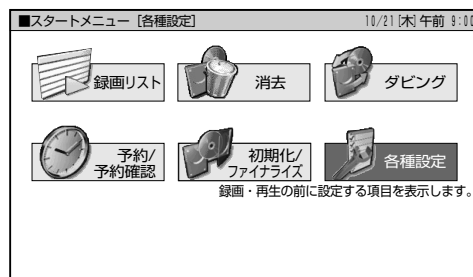 ■スタートメニュー [各種設定] 10/21[木]午前 9:00
録画リスト 消去 ダビング
予約/ 初期化/
予約確認 ファイナライズ 各種設定
録画・再生の前に設定する項目を表示します。